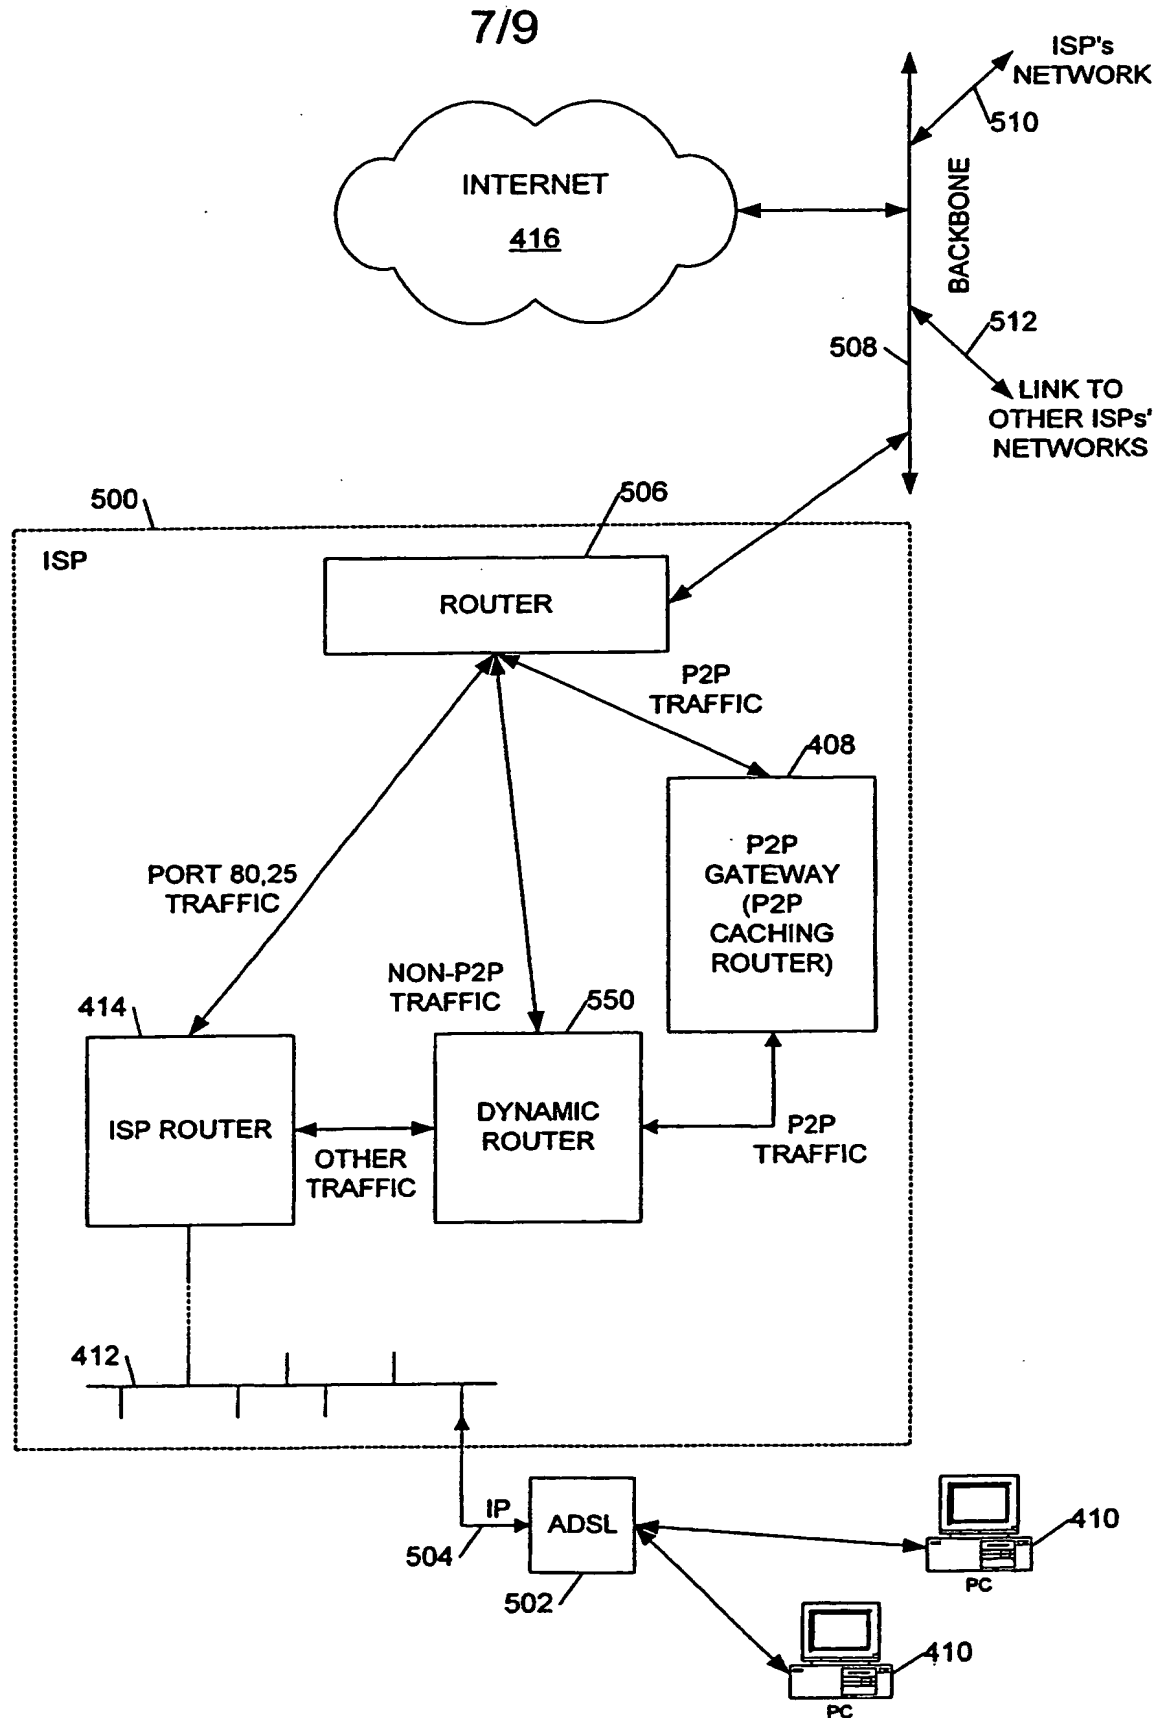 7/9
ISP's
NETWORK
510
INTERNET
416
BACKBONE
512
508
LINK TO
OTHER ISPs'
NETWORKS
500
506
ISP
ROUTER
P2P
TRAFFIC
408
P2P
GATEWAY
(P2P
CACHING
ROUTER)
PORT 80,25
TRAFFIC
NON-P2P
TRAFFIC
414
550
ISP ROUTER
DYNAMIC
ROUTER
OTHER
TRAFFIC
P2P
TRAFFIC
412
IP
ADSL
504
502
410
PC
410
PC